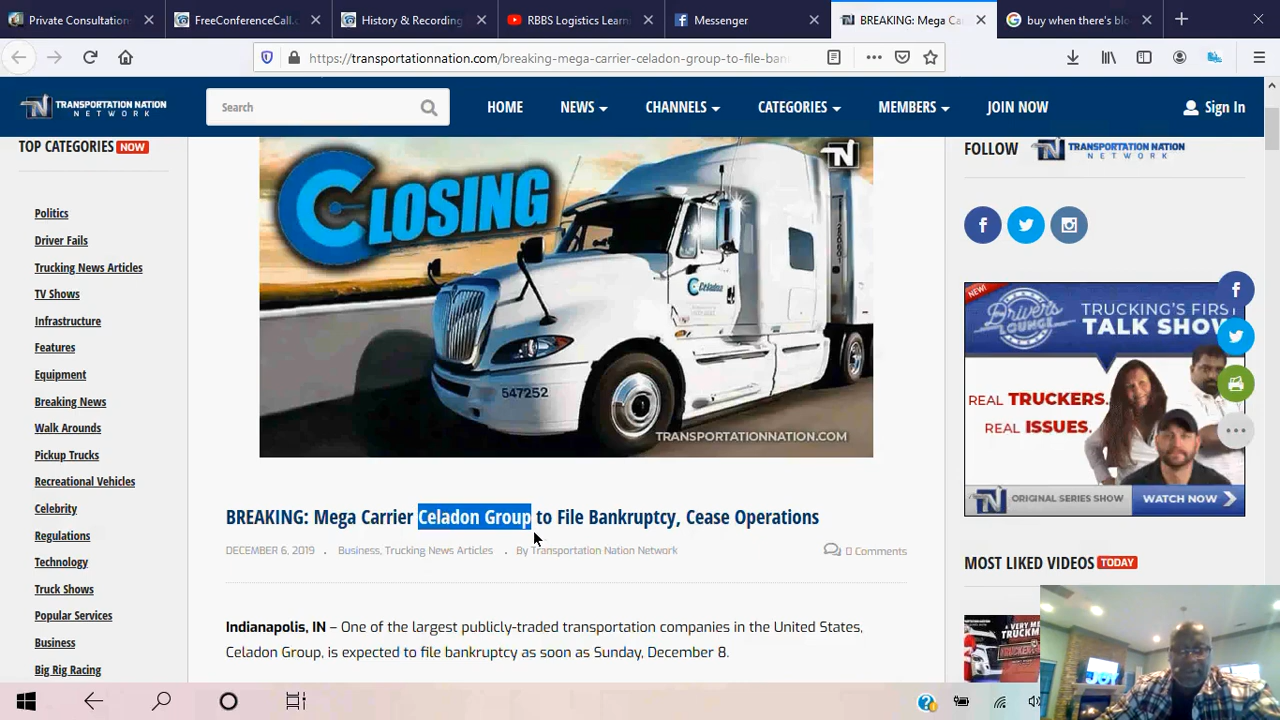 Private Consultation
FreeConferenceCall.c
History & Recording
RBBS Logistics Learn
Messenger
BREAKING: Mega Ca
buy when there's blo
https://transportationnation.com/breaking-mega-carrier-celadon-group-to-file-ban
TRANSPORTATION NATION
NETWORK
Search
HOME
NEWS
CHANNELS
CATEGORIES
MEMBERS
JOIN NOW
Sign In
TOP CATEGORIES NOW
Politics
Driver Fails
Trucking News Articles
TV Shows
Infrastructure
Features
Equipment
Breaking News
Walk Arounds
Pickup Trucks
Recreational Vehicles
Celebrity
Regulations
Technology
Truck Shows
Popular Services
Business
Big Rig Racing
CLOSING
TN
Celadon
547252
TRANSPORTATIONNATION.COM
BREAKING: Mega Carrier Celadon Group to File Bankruptcy, Cease Operations
DECEMBER 6, 2019 . Business, Trucking News Articles . By Transportation Nation Network
0 Comments
Indianapolis, IN – One of the largest publicly-traded transportation companies in the United States,
Celadon Group, is expected to file bankruptcy as soon as Sunday, December 8.
FOLLOW
TRANSPORTATION NATION
NETWORK
NEW!
Driver's
LOUNGE
TRUCKING'S FIRST
TALK SHOW
REAL TRUCKERS.
REAL ISSUES.
TN ORIGINAL SERIES SHOW
WATCH NOW
MOST LIKED VIDEOS TODAY
A VERY M
TRUCKM
JOY